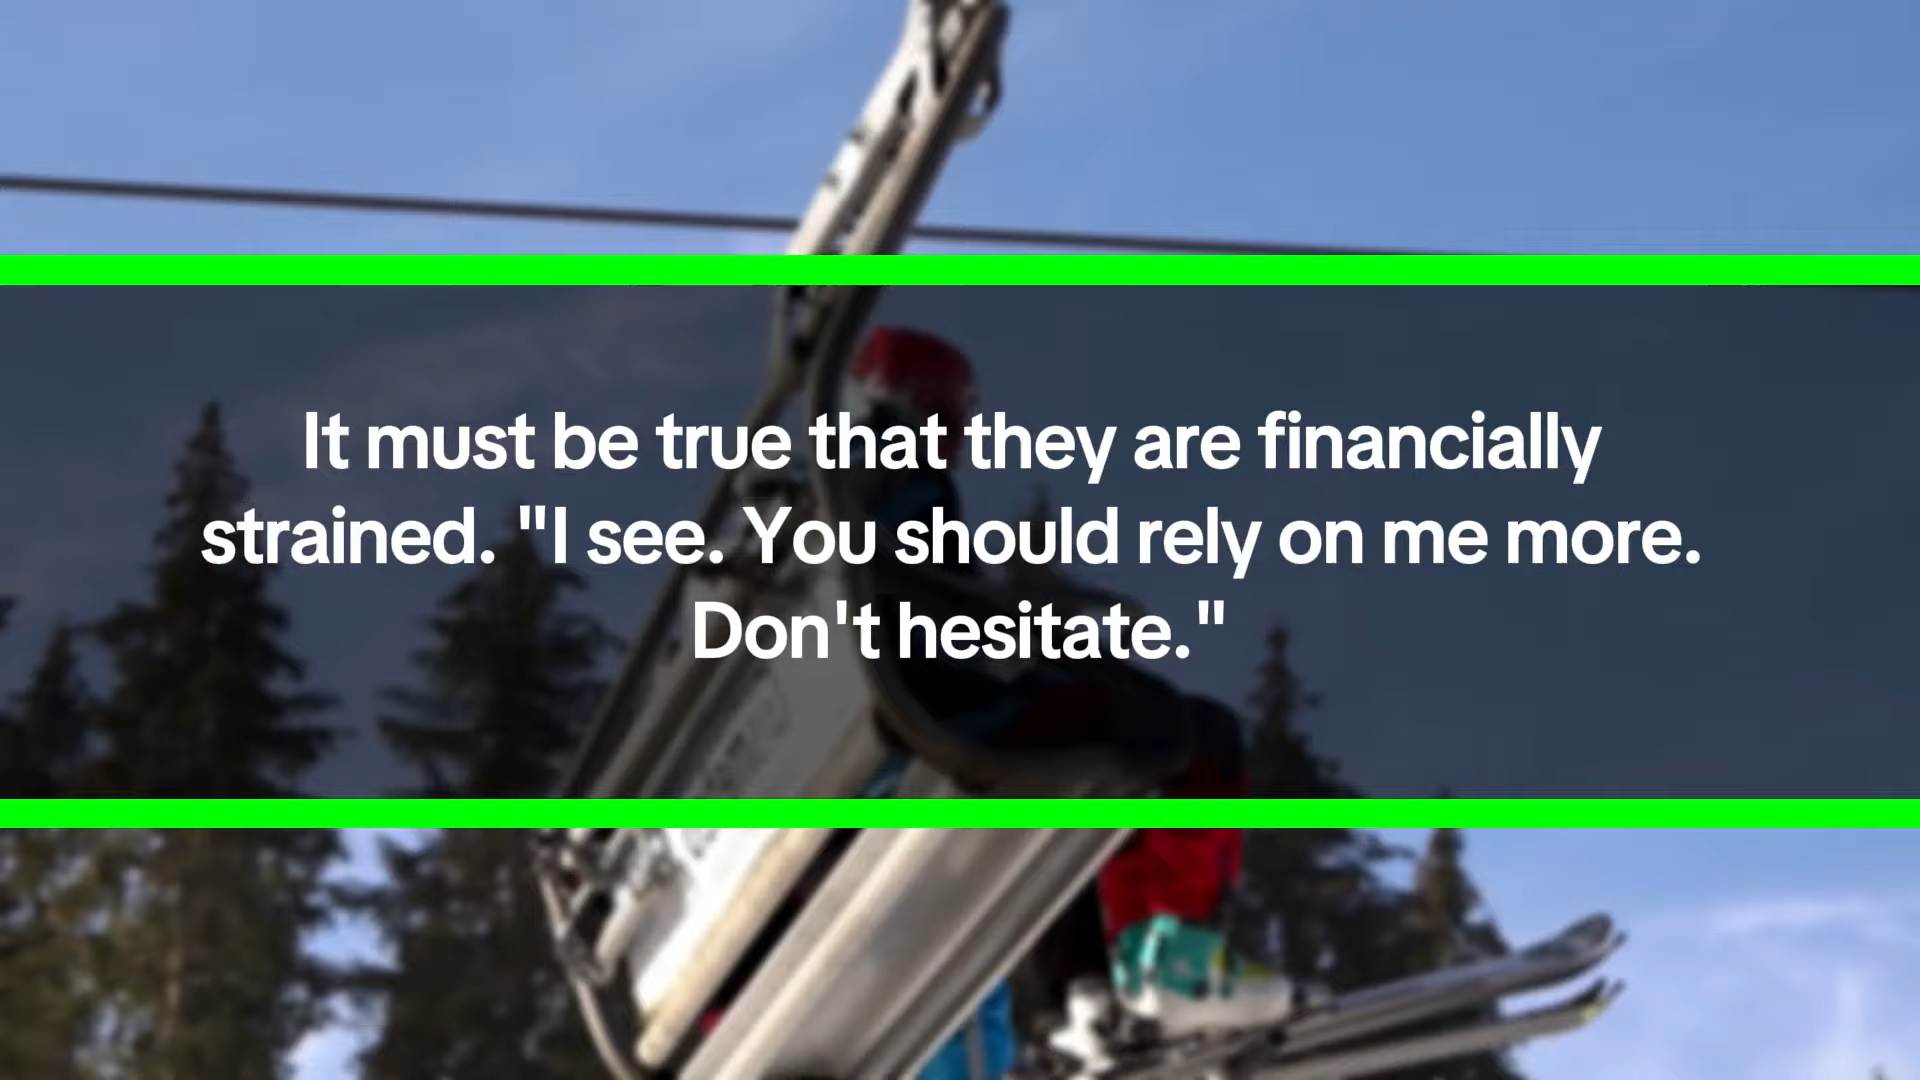 It must be true that they are financially
strained. "I see. You should rely on me more.
Don't hesitate."